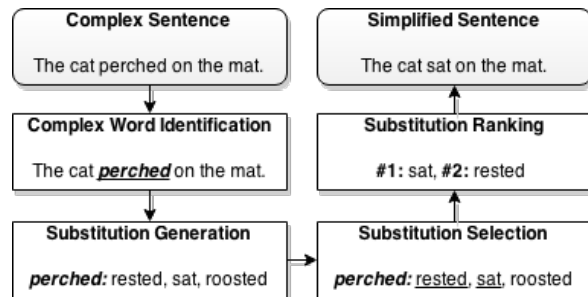 Complex Sentence
The cat perched on the mat.
Complex Word Identification
The cat perched on the mat.
Substitution Generation
perched: rested, sat, roosted
Substitution Selection
perched: rested, sat, roosted
Substitution Ranking
#1: sat, #2: rested
Simplified Sentence
The cat sat on the mat.